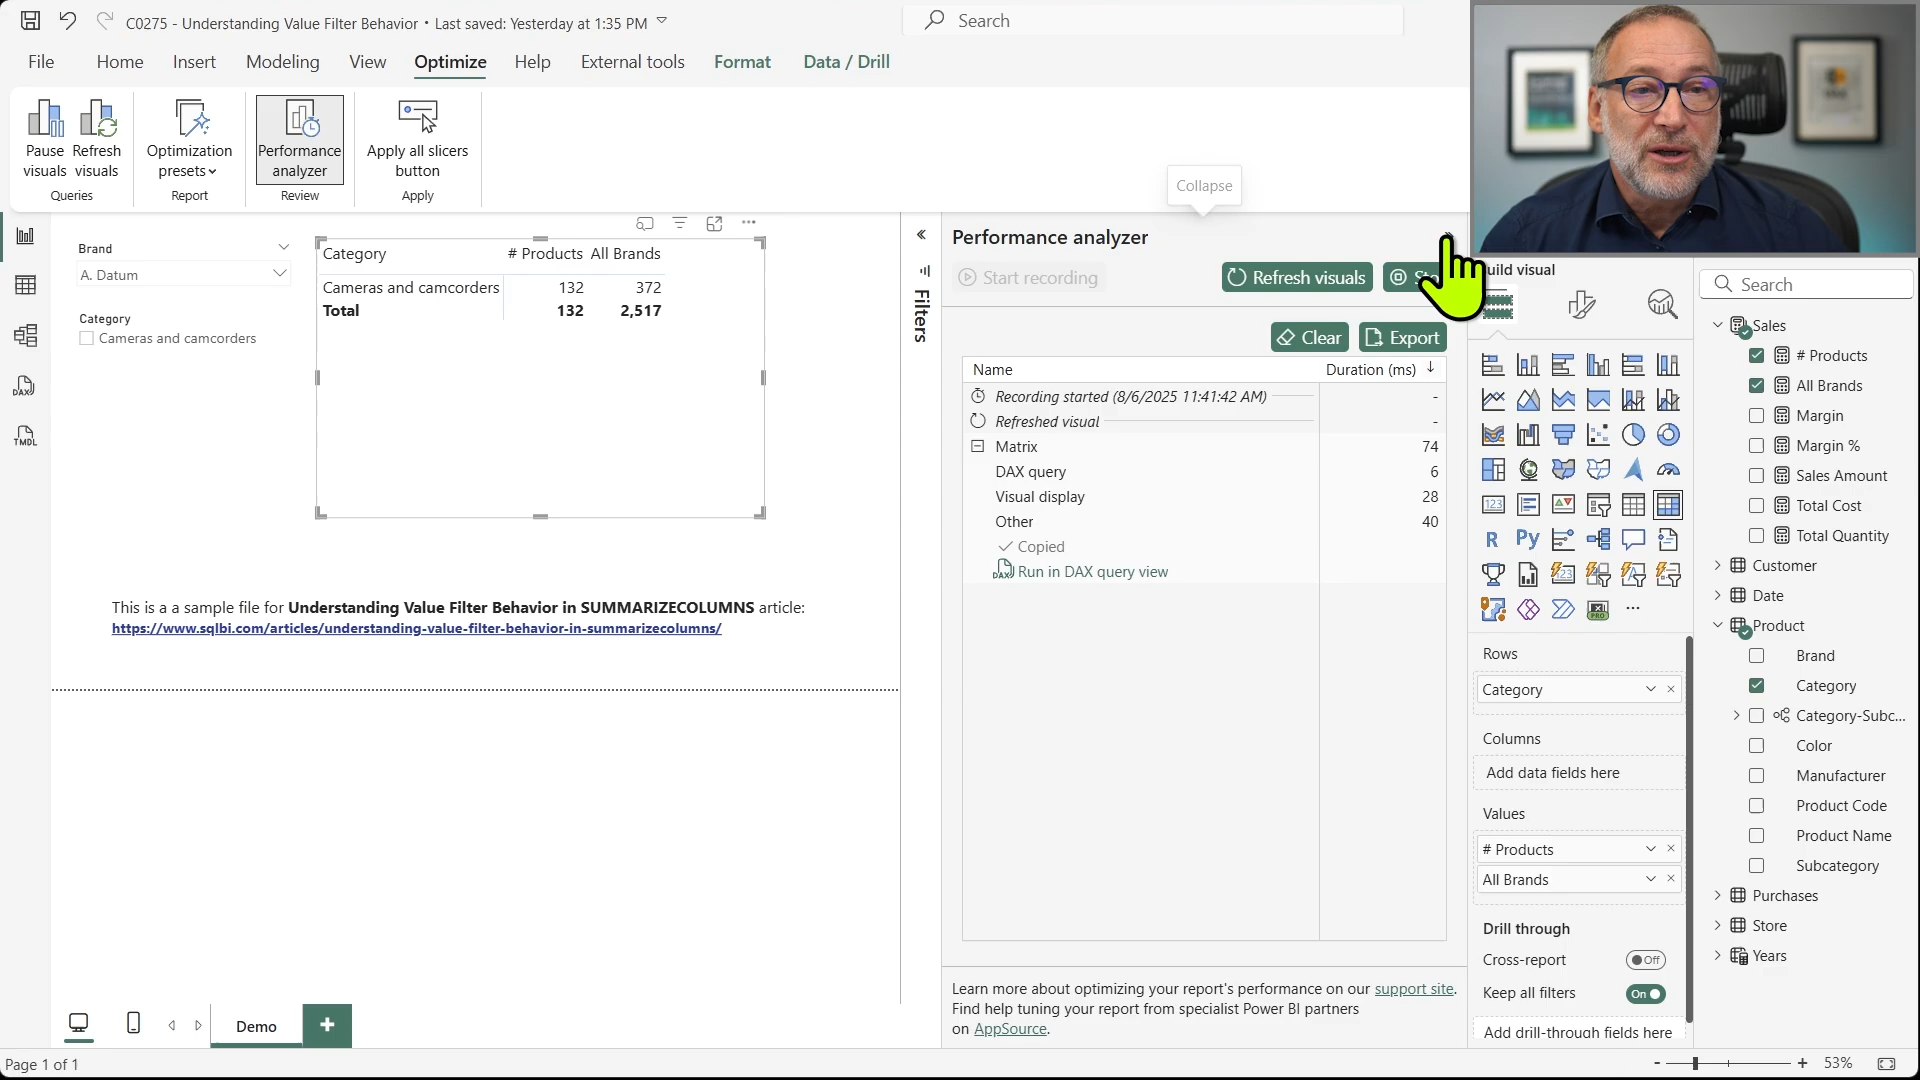 C0275 - Understanding Value Filter Behavior • Last saved: Yesterday at 1:35 PM
Search
File Home Insert Modeling View Optimize Help External tools Format Data / Drill
Pause visuals
Refresh visuals
Queries
Optimization presets
Report
Performance analyzer
Review
Apply all slicers button
Apply
Collapse
Brand
A. Datum
Category
Cameras and camcorders
Category # Products All Brands
Cameras and camcorders 132 372
Total 132 2,517
This is a a sample file for Understanding Value Filter Behavior in SUMMARIZECOLUMNS article:
https://www.sqlbi.com/articles/understanding-value-filter-behavior-in-summarizecolumns/
DAX
TMDL
Filters
Performance analyzer
Start recording
Refresh visuals
Clear
Export
Name Duration (ms)
Recording started (8/6/2025 11:41:42 AM) -
Refreshed visual -
Matrix 74
DAX query 6
Visual display 28
Other 40
Copied
Run in DAX query view
Learn more about optimizing your report's performance on our support site.
Find help tuning your report from specialist Power BI partners
on AppSource.
visual
123
R
Py
Rows
Category
Columns
Add data fields here
Values
# Products
All Brands
Drill through
Cross-report Off
Keep all filters On
Add drill-through fields here
Search
Sales
# Products
All Brands
Margin
Margin %
Sales Amount
Total Cost
Total Quantity
Customer
Date
Product
Brand
Category
Category-Subc...
Color
Manufacturer
Product Code
Product Name
Subcategory
Purchases
Store
Years
Demo
Page 1 of 1
- + 53%